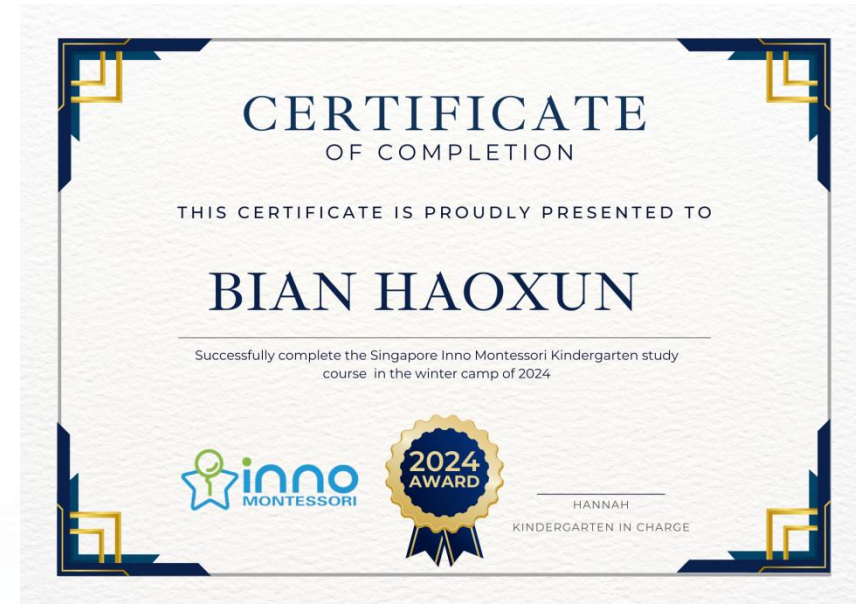 CERTIFICATE
OF COMPLETION
THIS CERTIFICATE IS PROUDLY PRESENTED TO
BIAN HAOXUN
Successfully complete the Singapore Inno Montessori Kindergarten study
course in the winter camp of 2024
inno
MONTESSORI
2024
AWARD
HANNAH
KINDERGARTEN IN CHARGE